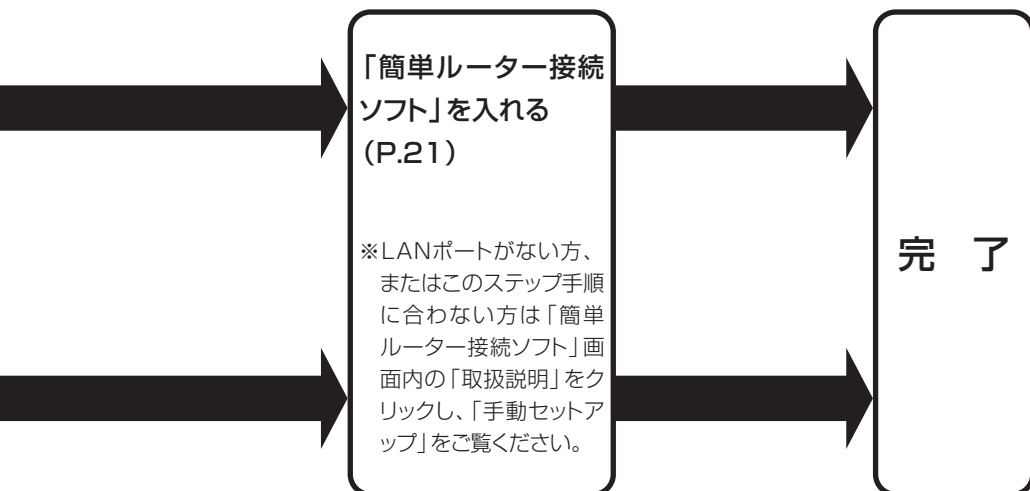 「簡単ルーター接続
ソフト」を入れる
（P.21）
※LANポートがない方、
またはこのステップ手順
に合わない方は「簡単
ルーター接続ソフト」画
面内の「取扱説明」をク
リックし、「手動セットア
ップ」をご覧ください。
完　了